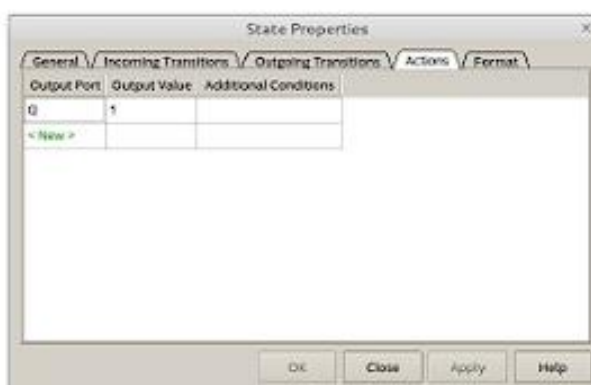 State Properties ×
General Incoming Transitions Outgoing Transitions Actions Format
Output Port Output Value Additional Conditions
Q 1
< New >
OK Close Apply Help